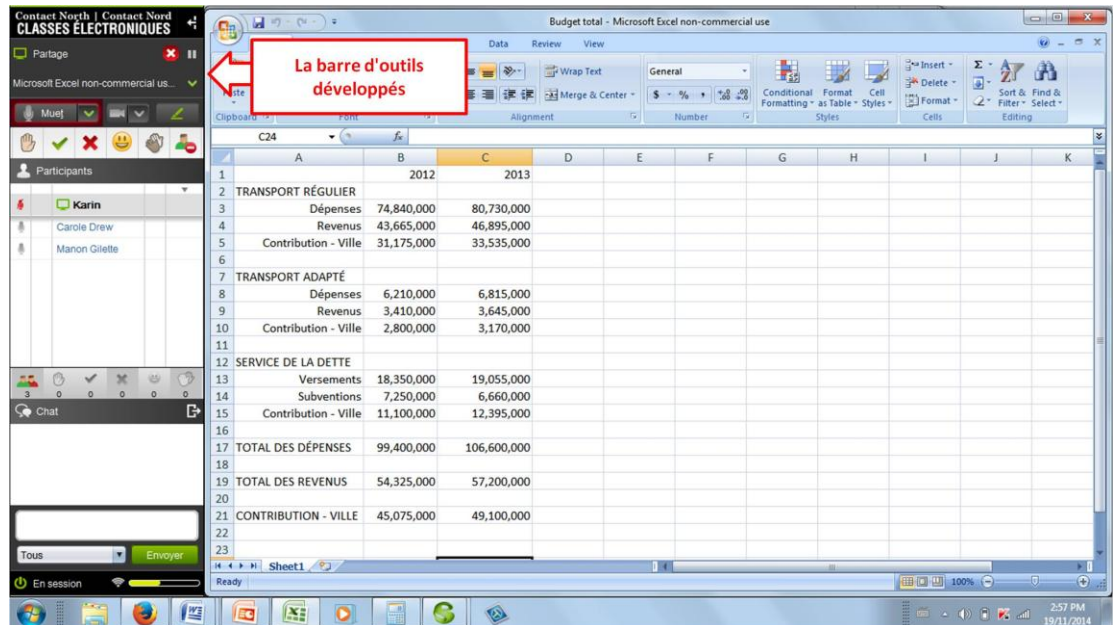 Contact North | Contact Nord
CLASSES ÉLECTRONIQUES
Partage
Microsoft Excel non-commercial us...
Muet
Participants
Karin
Carole Drew
Manon Gilette
3 0 0 0 0 0
Chat
Tous
Envoyer
En session
La barre d'outils
développés
Budget total - Microsoft Excel non-commercial use
Data Review View
Wrap Text
Merge & Center
General
$ % ,
Conditional Formatting
Format as Table
Cell Styles
Insert
Delete
Format
Σ
Sort & Filter
Find & Select
Clipboard Font Alignment Number Styles Cells Editing
C24 fx
A B C D E F G H I J K
1 2012 2013
2 TRANSPORT RÉGULIER
3 Dépenses 74,840,000 80,730,000
4 Revenus 43,665,000 46,895,000
5 Contribution - Ville 31,175,000 33,535,000
6
7 TRANSPORT ADAPTÉ
8 Dépenses 6,210,000 6,815,000
9 Revenus 3,410,000 3,645,000
10 Contribution - Ville 2,800,000 3,170,000
11
12 SERVICE DE LA DETTE
13 Versements 18,350,000 19,055,000
14 Subventions 7,250,000 6,660,000
15 Contribution - Ville 11,100,000 12,395,000
16
17 TOTAL DES DÉPENSES 99,400,000 106,600,000
18
19 TOTAL DES REVENUS 54,325,000 57,200,000
20
21 CONTRIBUTION - VILLE 45,075,000 49,100,000
22
23
Sheet1
Ready
100%
2:57 PM
19/11/2014